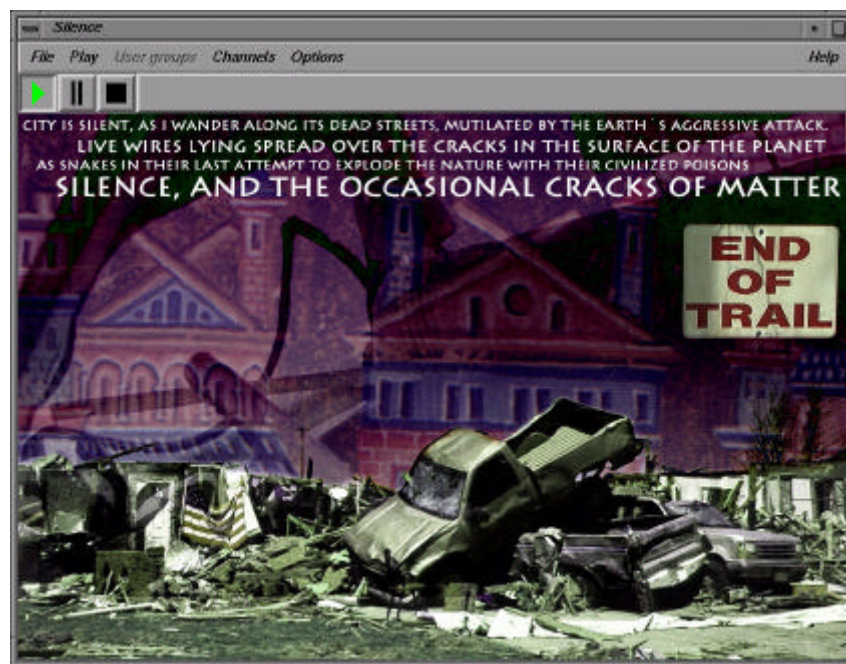 Silence
File Play User groups Channels Options Help
CITY IS SILENT, AS I WANDER ALONG ITS DEAD STREETS, MUTILATED BY THE EARTH`S AGGRESSIVE ATTACK.
LIVE WIRES LYING SPREAD OVER THE CRACKS IN THE SURFACE OF THE PLANET
AS SNAKES IN THEIR LAST ATTEMPT TO EXPLODE THE NATURE WITH THEIR CIVILIZED POISONS
SILENCE, AND THE OCCASIONAL CRACKS OF MATTER
END
OF
TRAIL